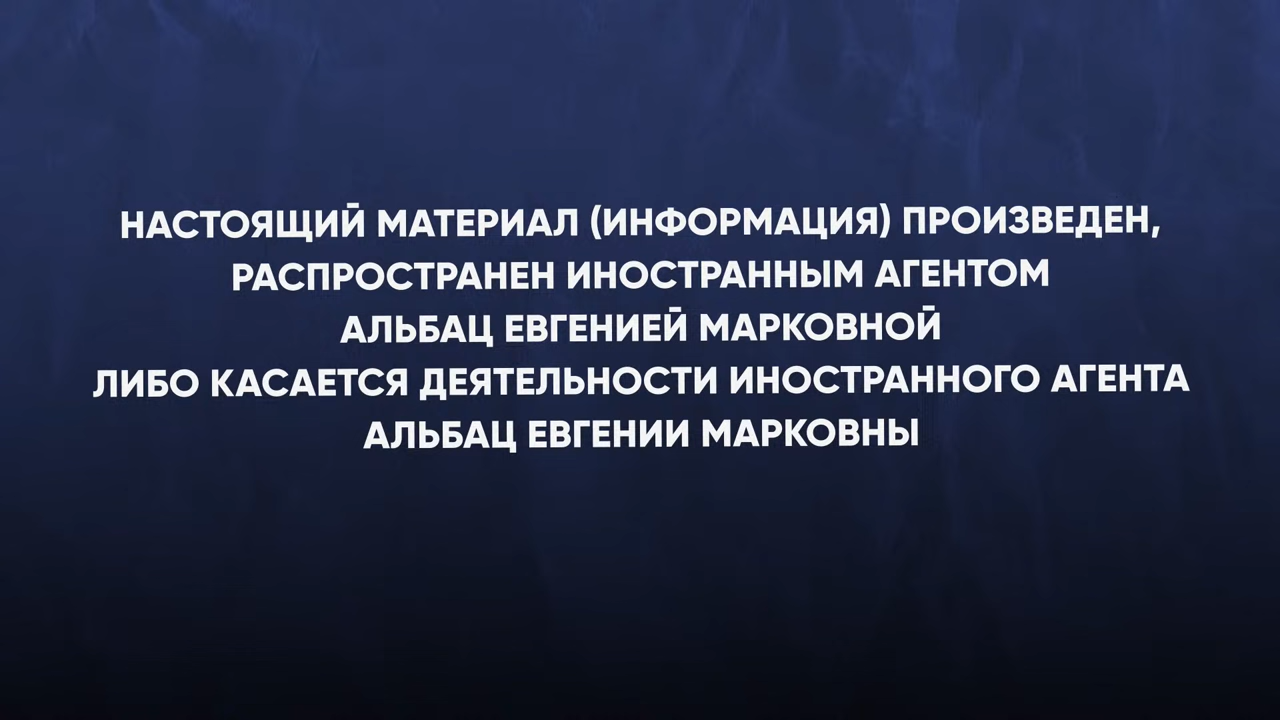 НАСТОЯЩИЙ МАТЕРИАЛ (ИНФОРМАЦИЯ) ПРОИЗВЕДЕН,
РАСПРОСТРАНЕН ИНОСТРАННЫМ АГЕНТОМ
АЛЬБАЦ ЕВГЕНИЕЙ МАРКОВНОЙ
ЛИБО КАСАЕТСЯ ДЕЯТЕЛЬНОСТИ ИНОСТРАННОГО АГЕНТА
АЛЬБАЦ ЕВГЕНИИ МАРКОВНЫ